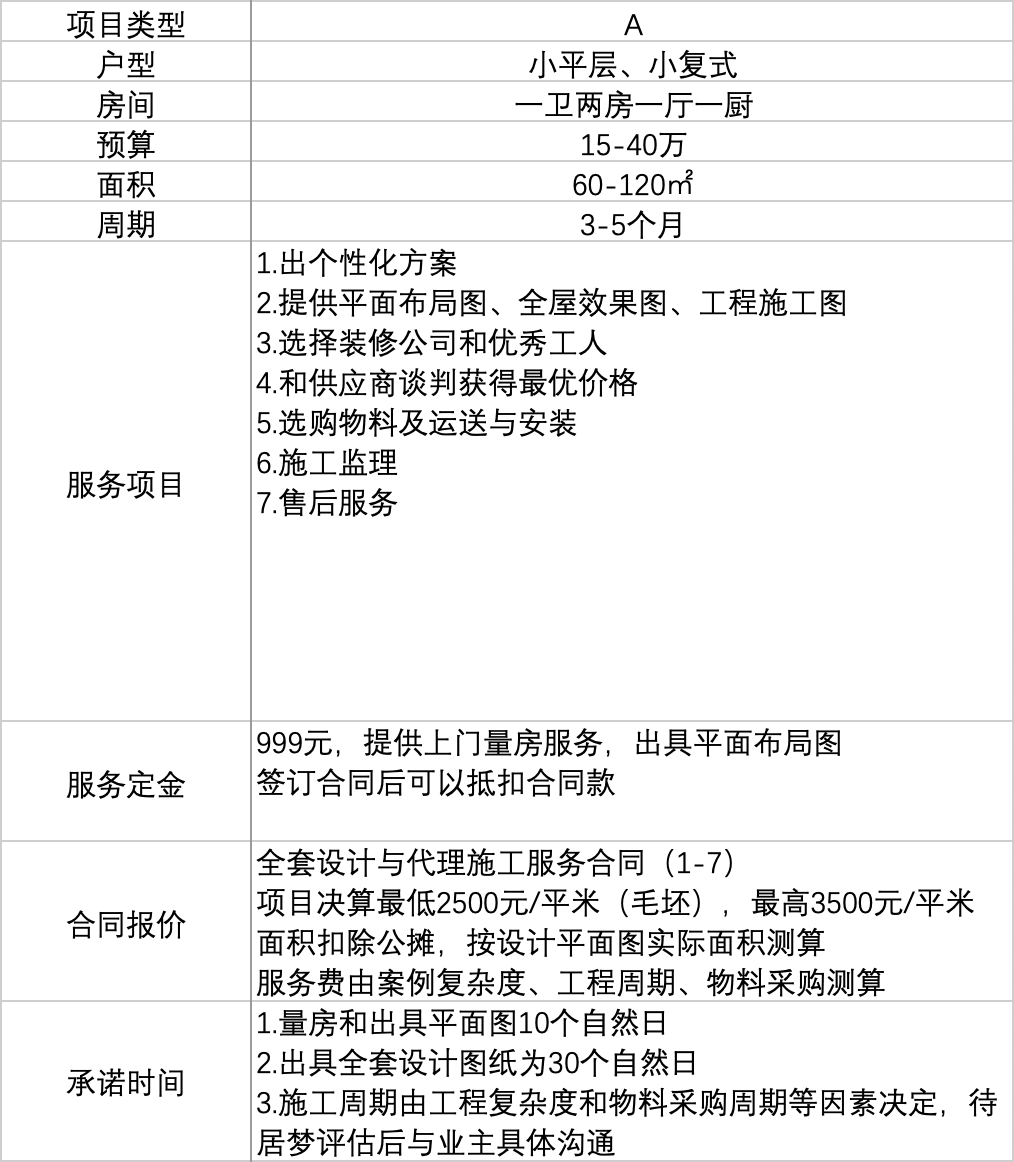 项目类型 A
户型 小平层、小复式
房间 一卫两房一厅一厨
预算 15-40万
面积 60-120㎡
周期 3-5个月
服务项目
1.出个性化方案
2.提供平面布局图、全屋效果图、工程施工图
3.选择装修公司和优秀工人
4.和供应商谈判获得最优价格
5.选购物料及运送与安装
6.施工监理
7.售后服务
服务定金
999元，提供上门量房服务，出具平面布局图
签订合同后可以抵扣合同款
合同报价
全套设计与代理施工服务合同（1-7）
项目决算最低2500元/平米（毛坯），最高3500元/平米
面积扣除公摊，按设计平面图实际面积测算
服务费由案例复杂度、工程周期、物料采购测算
承诺时间
1.量房和出具平面图10个自然日
2.出具全套设计图纸为30个自然日
3.施工周期由工程复杂度和物料采购周期等因素决定，待
居梦评估后与业主具体沟通